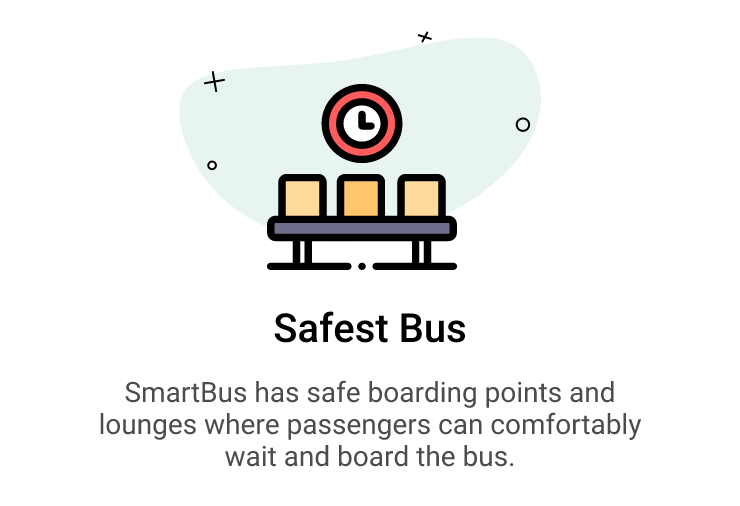 Safest Bus
SmartBus has safe boarding points and
lounges where passengers can comfortably
wait and board the bus.